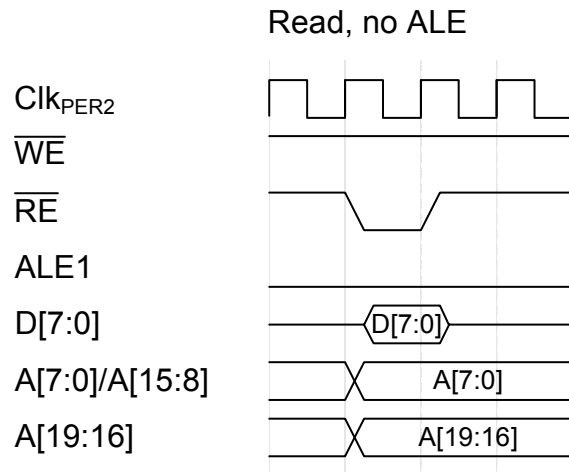 Read, no ALE
ClkPER2
WE
RE
ALE1
D[7:0] D[7:0]
A[7:0]/A[15:8] A[7:0]
A[19:16] A[19:16]